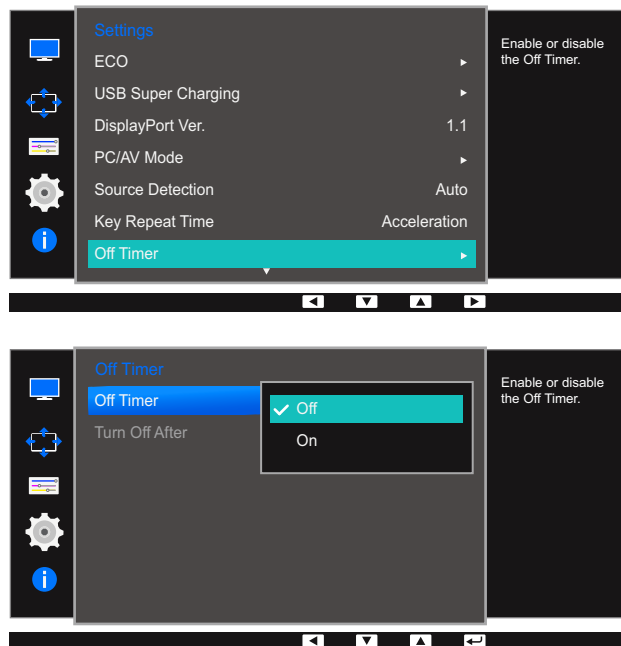 Settings
Enable or disable
the Off Timer.
ECO
USB Super Charging
DisplayPort Ver. 1.1
PC/AV Mode
Source Detection Auto
Key Repeat Time Acceleration
Off Timer
Off Timer
Enable or disable
the Off Timer.
Off Timer Off
Turn Off After On